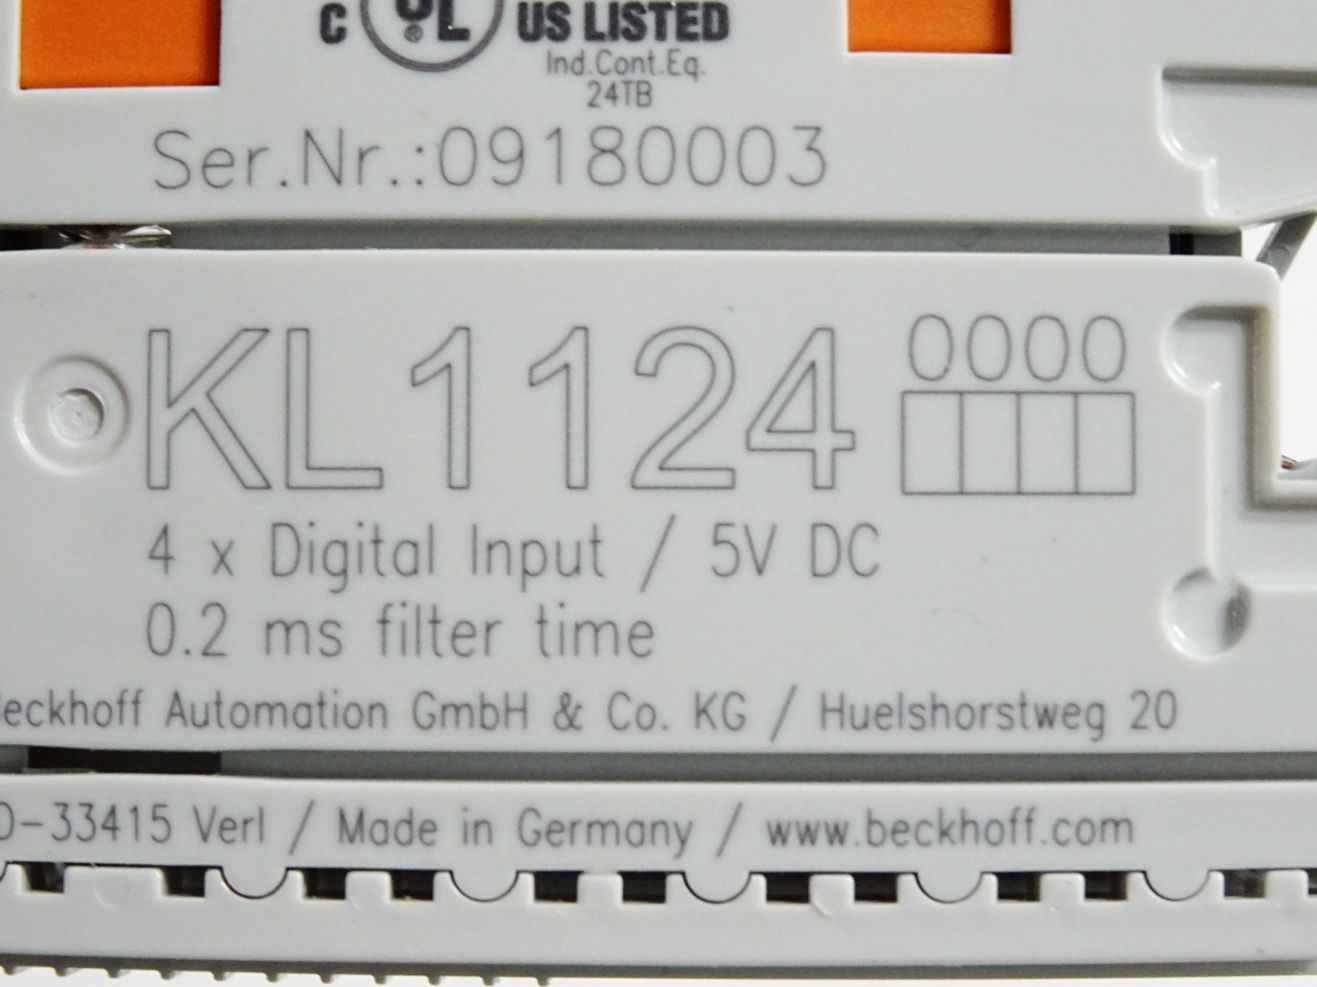 C UL ® US LISTED
Ind.Cont.Eq.
24TB
Ser.Nr.:09180003
KL1124 0000
4 x Digital Input / 5V DC
0.2 ms filter time
Beckhoff Automation GmbH & Co. KG / Huelshorstweg 20
D-33415 Verl / Made in Germany / www.beckhoff.com